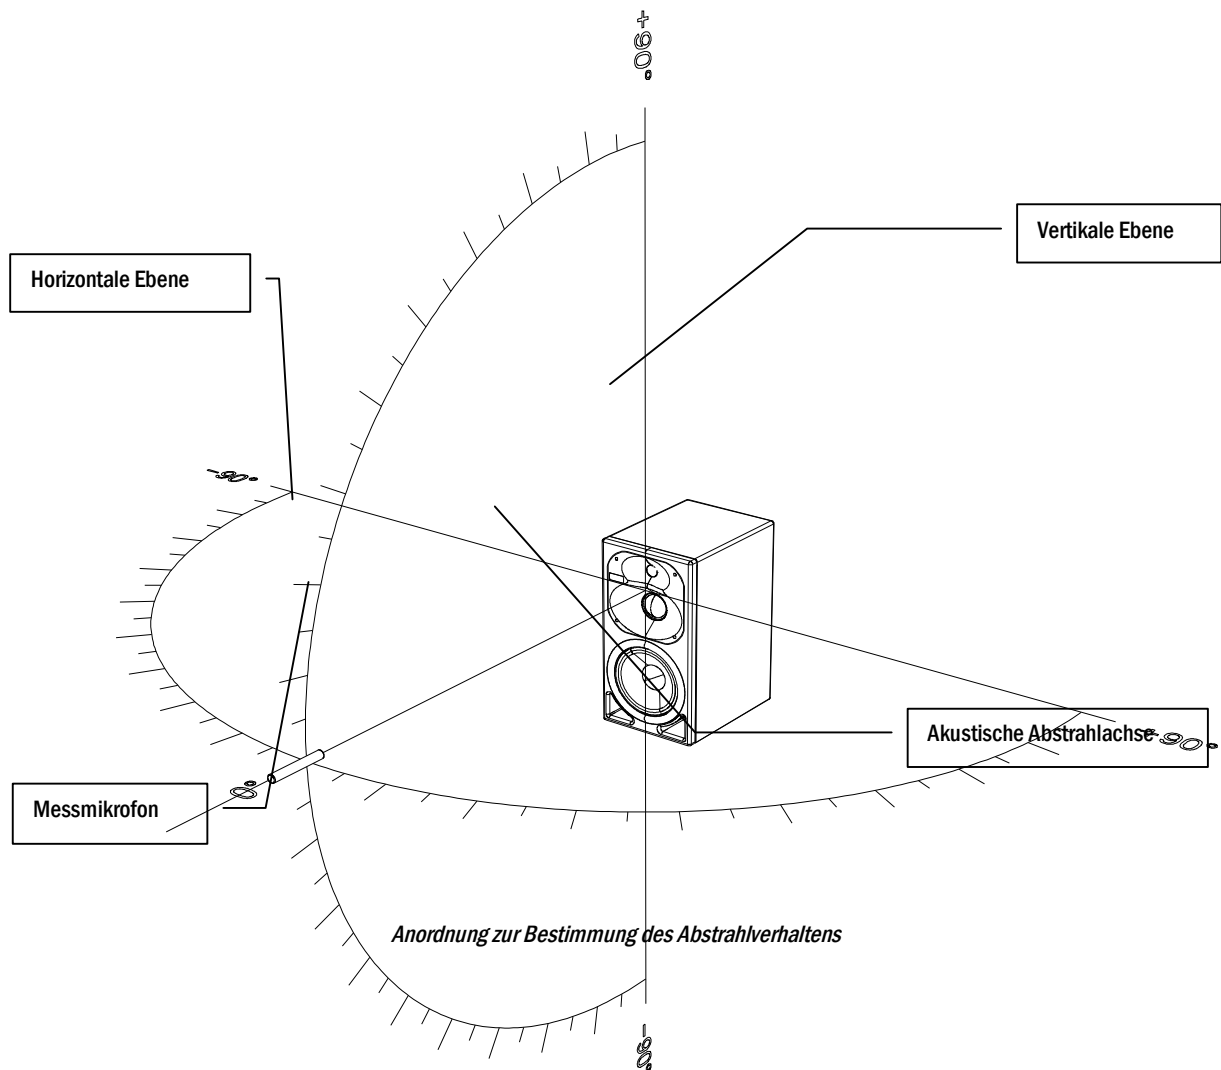 +90°
Vertikale Ebene
Horizontale Ebene
-90°
Akustische Abstrahlachse
+90°
0°
Messmikrofon
Anordnung zur Bestimmung des Abstrahlverhaltens
-90°